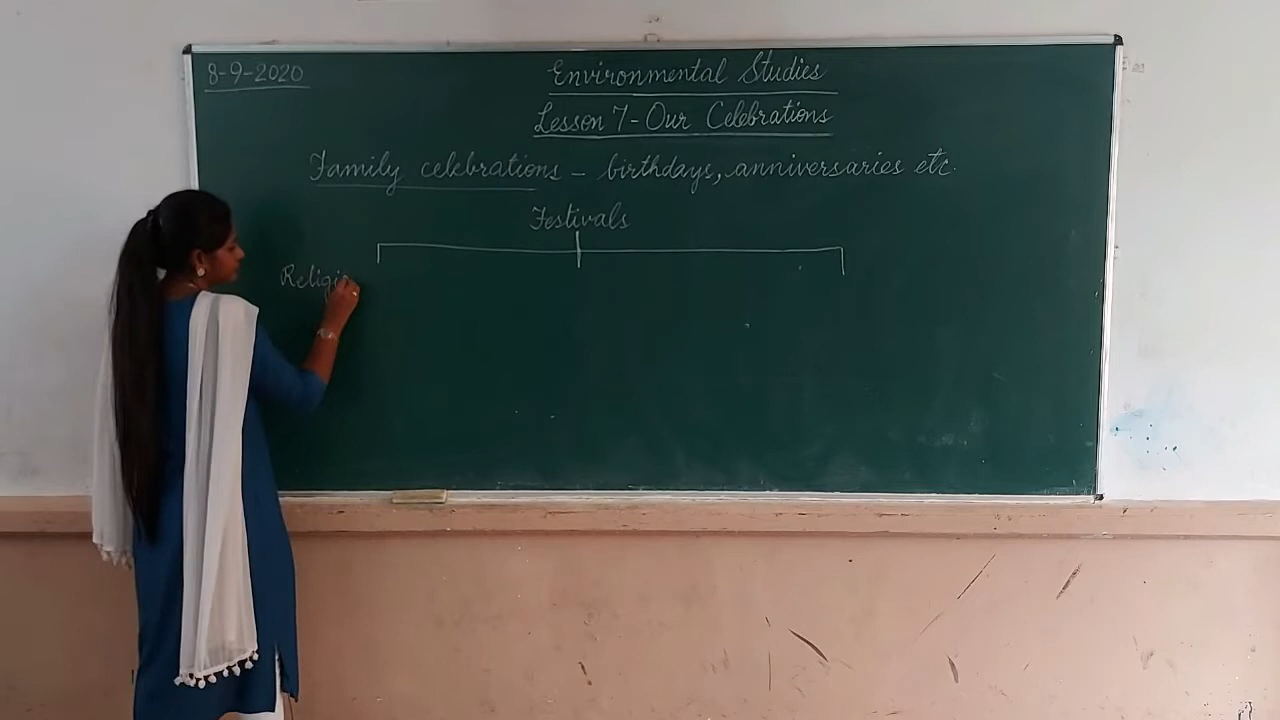 8-9-2020
Environmental Studies
Lesson 7 - Our Celebrations
Family celebrations - birthdays, anniversaries etc.
Festivals
Religi